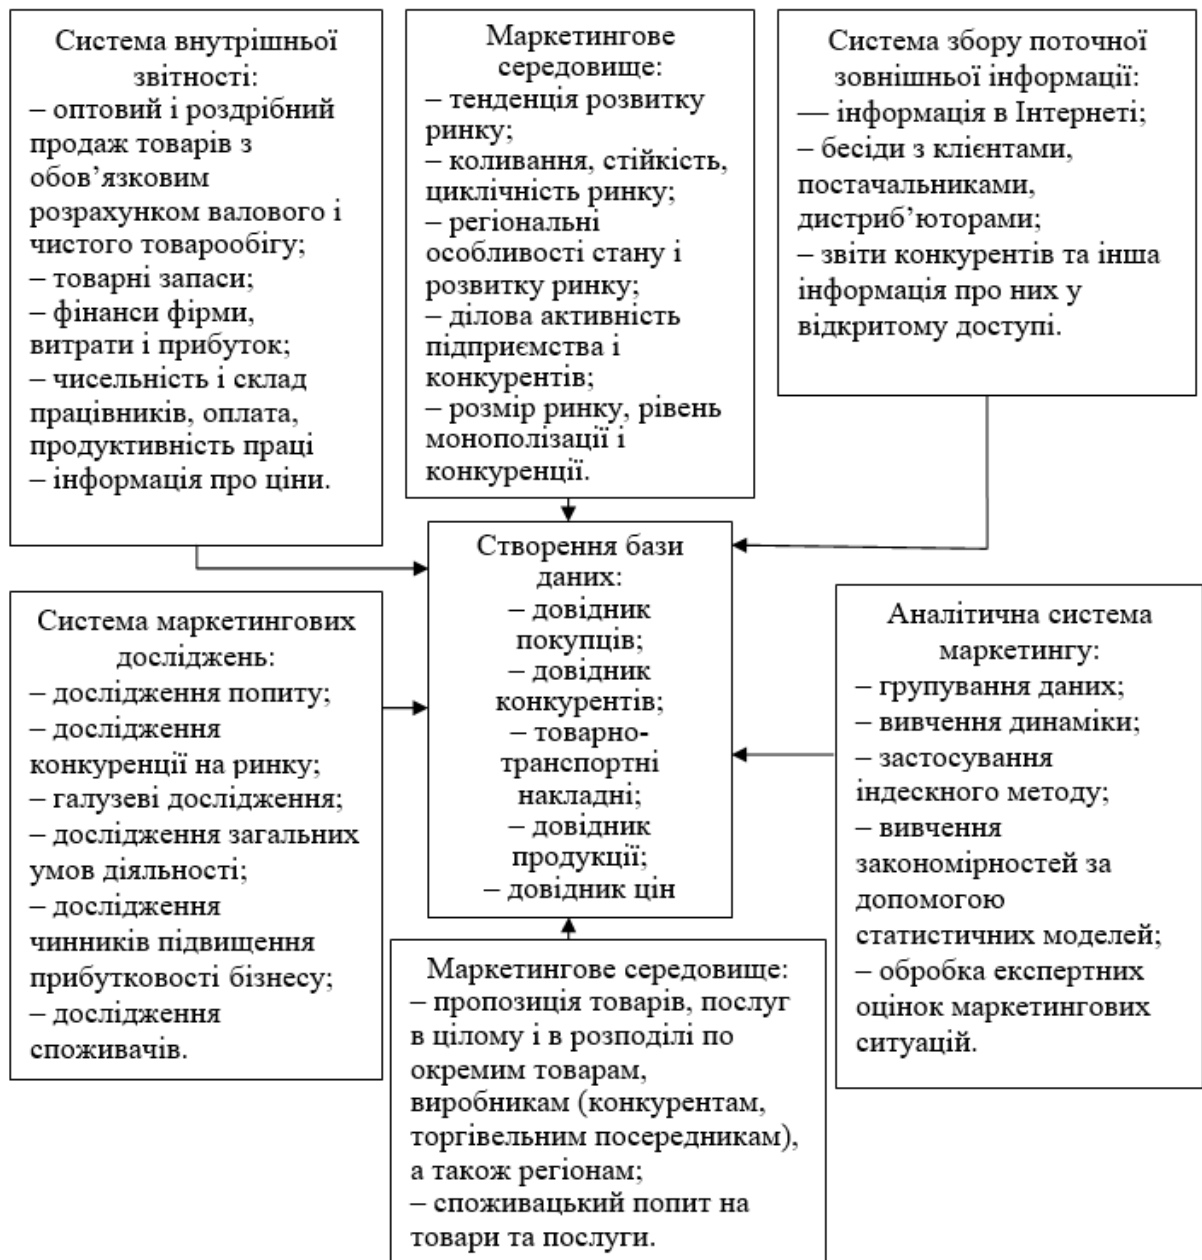 Система внутрішньої
звітності:
– оптовий і роздрібний
продаж товарів з
обов’язковим
розрахунком валового і
чистого товарообігу;
– товарні запаси;
– фінанси фірми,
витрати і прибуток;
– чисельність і склад
працівників, оплата,
продуктивність праці
– інформація про ціни.
Маркетингове
середовище:
– тенденція розвитку
ринку;
– коливання, стійкість,
циклічність ринку;
– регіональні
особливості стану і
розвитку ринку;
– ділова активність
підприємства і
конкурентів;
– розмір ринку, рівень
монополізації і
конкуренції.
Система збору поточної
зовнішньої інформації:
— інформація в Інтернеті;
– бесіди з клієнтами,
постачальниками,
дистриб’юторами;
– звіти конкурентів та інша
інформація про них у
відкритому доступі.
Створення бази
даних:
– довідник
покупців;
– довідник
конкурентів;
– товарно-
транспортні
накладні;
– довідник
продукції;
– довідник цін
Система маркетингових
досліджень:
– дослідження попиту;
– дослідження
конкуренції на ринку;
– галузеві дослідження;
– дослідження загальних
умов діяльності;
– дослідження
чинників підвищення
прибутковості бізнесу;
– дослідження
споживачів.
Аналітична система
маркетингу:
– групування даних;
– вивчення динаміки;
– застосування
індескного методу;
– вивчення
закономірностей за
допомогою
статистичних моделей;
– обробка експертних
оцінок маркетингових
ситуацій.
Маркетингове середовище:
– пропозиція товарів, послуг
в цілому і в розподілі по
окремим товарам,
виробникам (конкурентам,
торгівельним посередникам),
а також регіонам;
– споживацький попит на
товари та послуги.